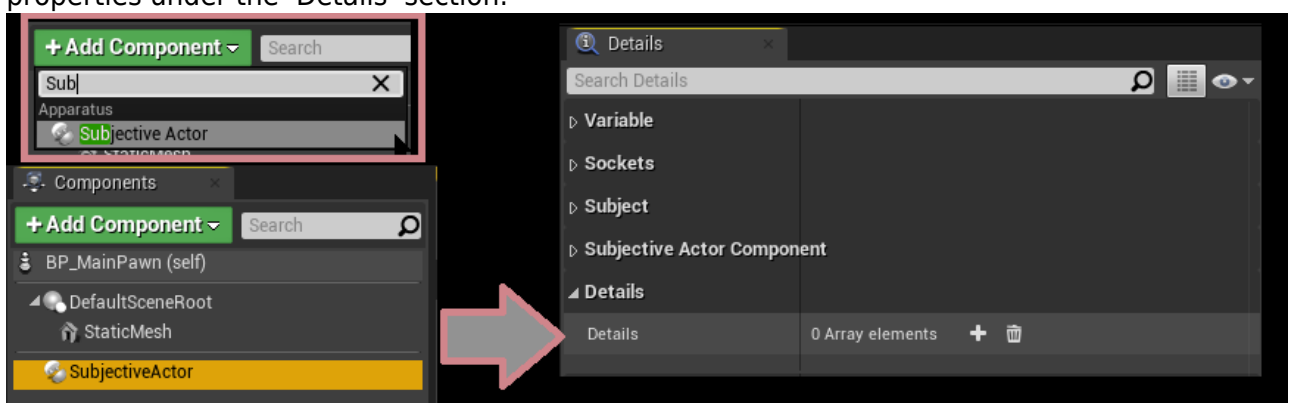 properties under the "Details" section.
+ Add Component
Search
Sub
Apparatus
Subjective Actor
StaticMesh
Components
+ Add Component
Search
BP_MainPawn (self)
DefaultSceneRoot
StaticMesh
SubjectiveActor
Details
Search Details
Variable
Sockets
Subject
Subjective Actor Component
Details
Details 0 Array elements